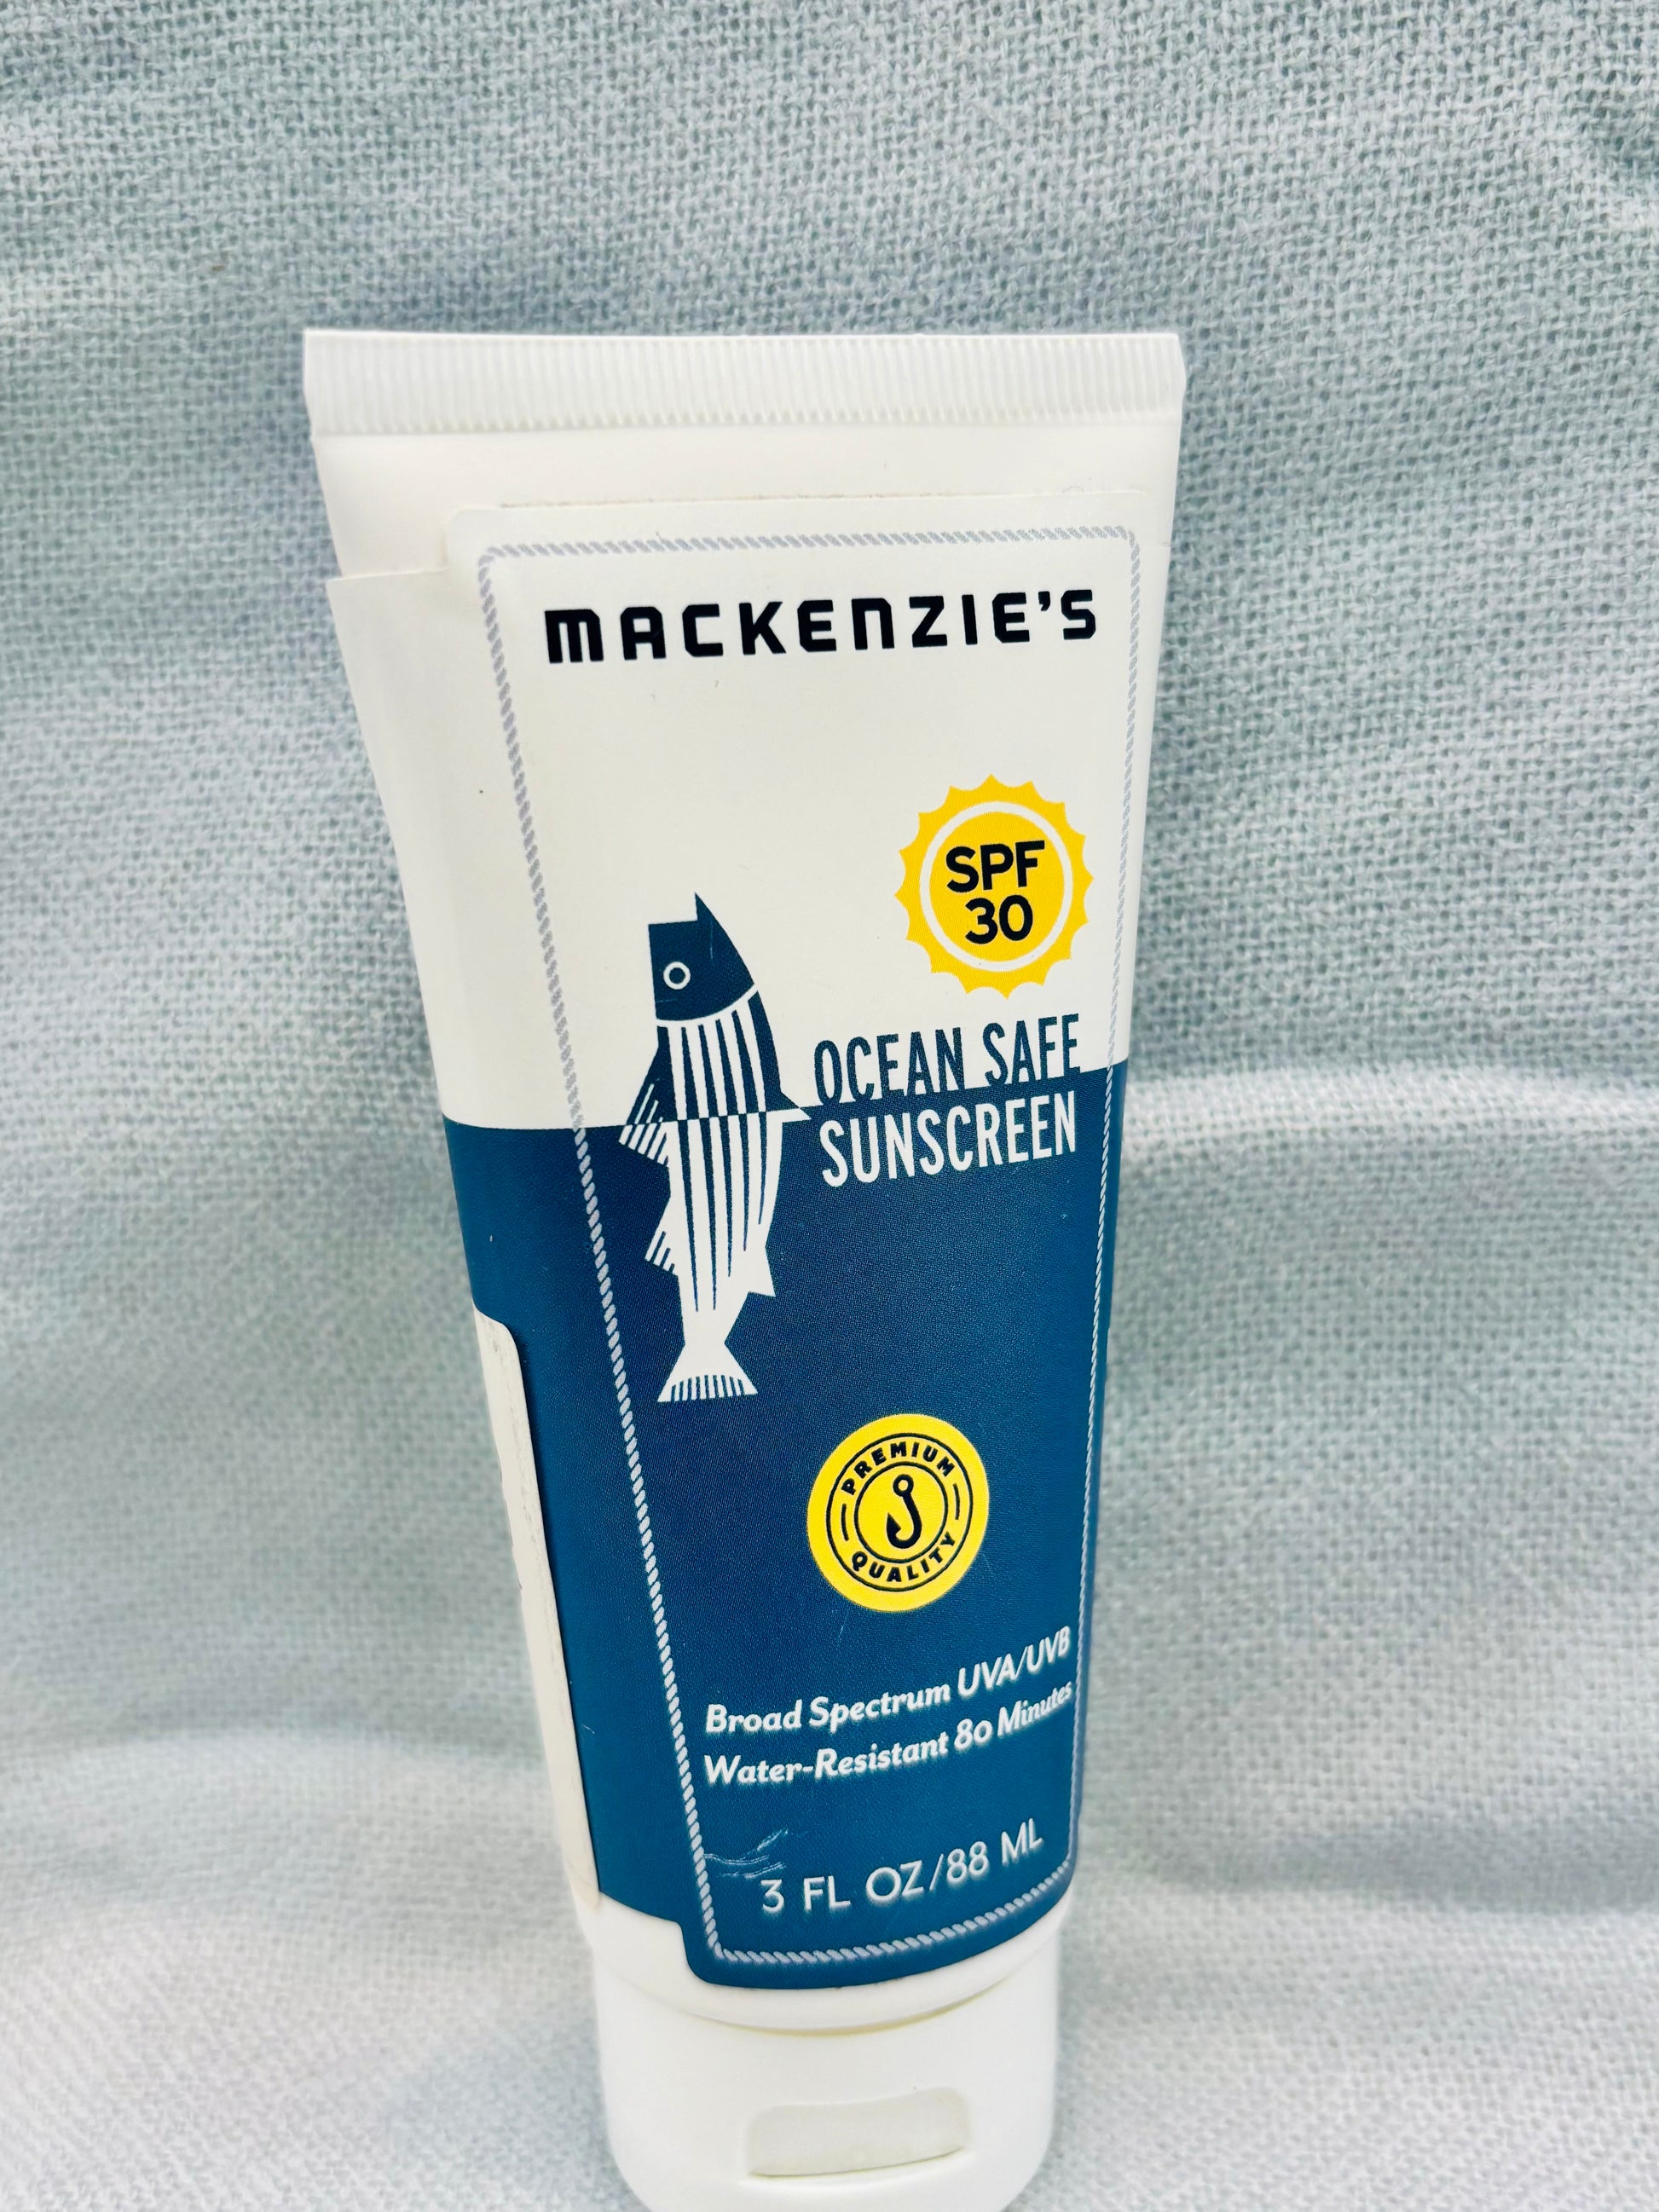 MACKENZIE'S
SPF
30
OCEAN SAFE
SUNSCREEN
PREMIUM
QUALITY
Broad Spectrum UVA/UVB
Water-Resistant 80 Minutes
3 FL OZ/88 ML